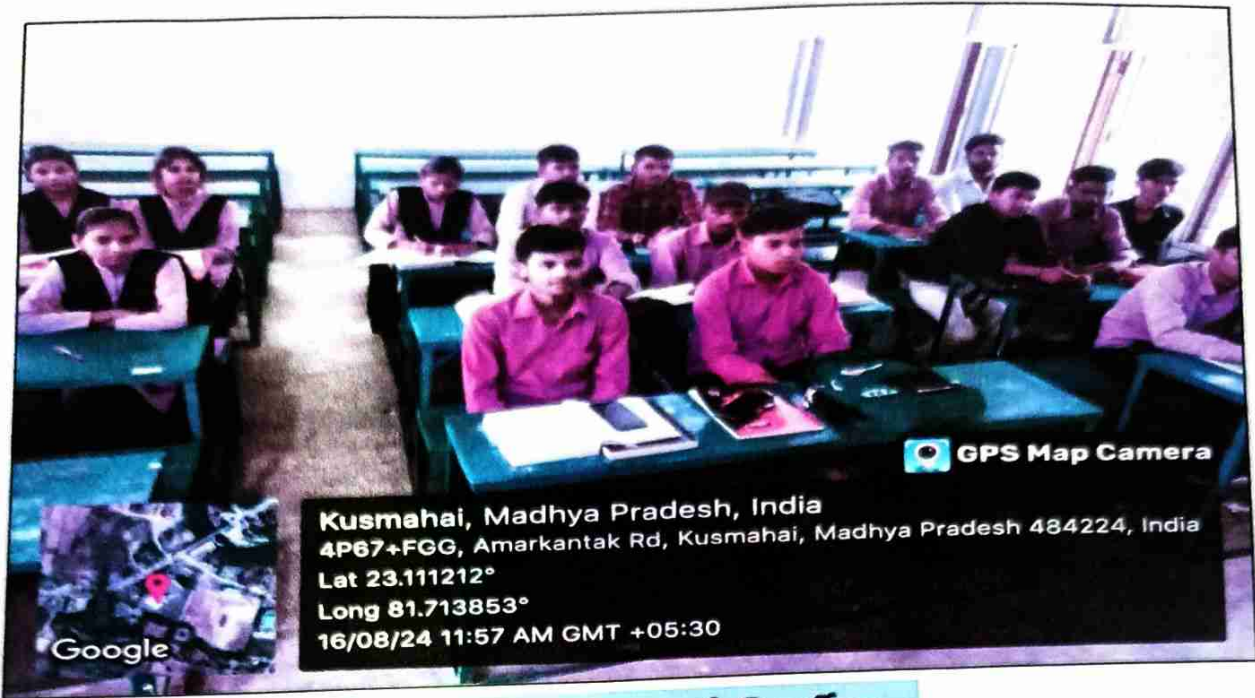 GPS Map Camera
Kusmahai, Madhya Pradesh, India
4P67+FGG, Amarkantak Rd, Kusmahai, Madhya Pradesh 484224, India
Lat 23.111212°
Long 81.713853°
16/08/24 11:57 AM GMT +05:30
Google